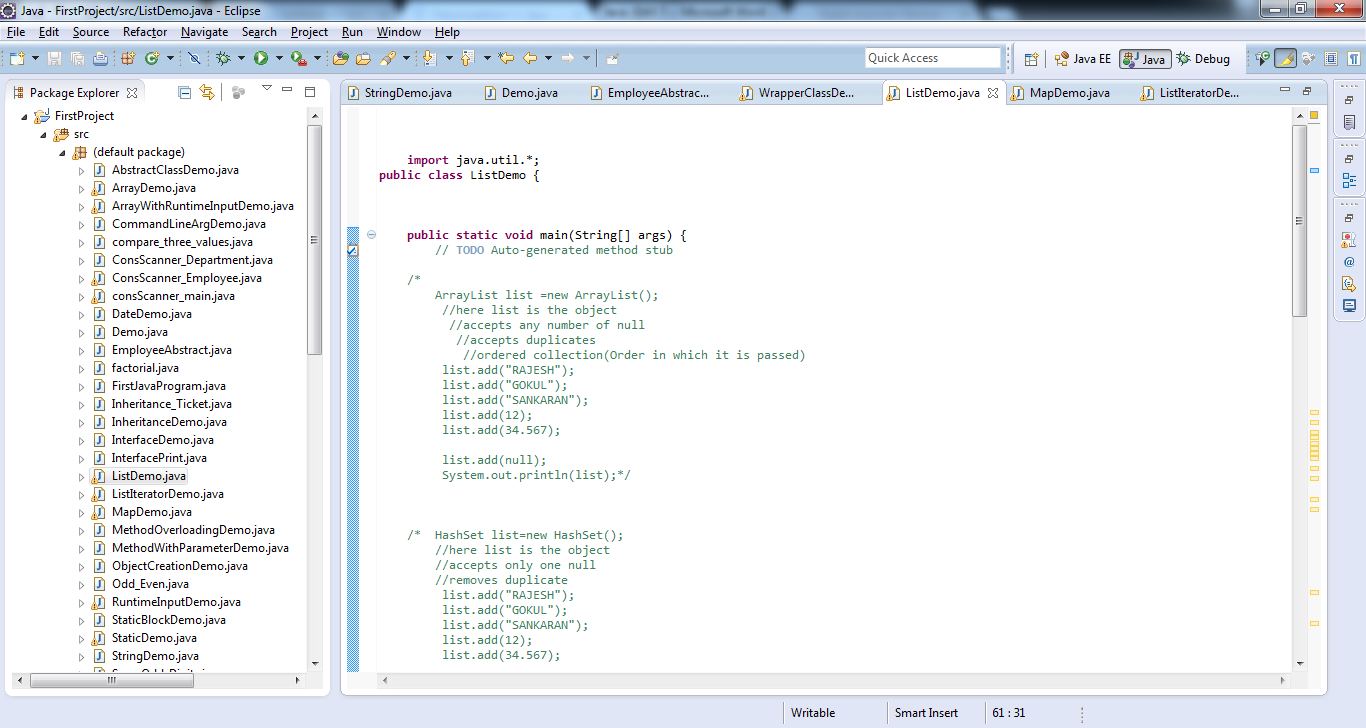 Java - FirstProject/src/ListDemo.java - Eclipse
File Edit Source Refactor Navigate Search Project Run Window Help
Quick Access
Java EE
Java
Debug
Package Explorer
FirstProject
src
(default package)
AbstractClassDemo.java
ArrayDemo.java
ArrayWithRuntimeInputDemo.java
CommandLineArgDemo.java
compare_three_values.java
ConsScanner_Department.java
ConsScanner_Employee.java
consScanner_main.java
DateDemo.java
Demo.java
EmployeeAbstract.java
factorial.java
FirstJavaProgram.java
Inheritance_Ticket.java
InheritanceDemo.java
InterfaceDemo.java
InterfacePrint.java
ListDemo.java
ListIteratorDemo.java
MapDemo.java
MethodOverloadingDemo.java
MethodWithParameterDemo.java
ObjectCreationDemo.java
Odd_Even.java
RuntimeInputDemo.java
StaticBlockDemo.java
StaticDemo.java
StringDemo.java
StringDemo.java Demo.java EmployeeAbstrac... WrapperClassDe... ListDemo.java MapDemo.java ListIteratorDe...
import java.util.*;
public class ListDemo {
public static void main(String[] args) {
// TODO Auto-generated method stub
/*
ArrayList list =new ArrayList();
//here list is the object
//accepts any number of null
//accepts duplicates
//ordered collection(Order in which it is passed)
list.add("RAJESH");
list.add("GOKUL");
list.add("SANKARAN");
list.add(12);
list.add(34.567);
list.add(null);
System.out.println(list);*/
/* HashSet list=new HashSet();
//here list is the object
//accepts only one null
//removes duplicate
list.add("RAJESH");
list.add("GOKUL");
list.add("SANKARAN");
list.add(12);
list.add(34.567);
Writable
Smart Insert
61 : 31